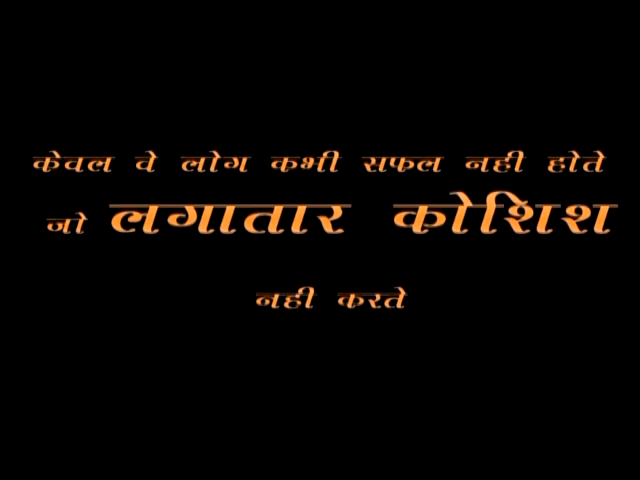 केवल वे लोग कभी सफल नही होते
जो लगातार कोशिश
नही करते